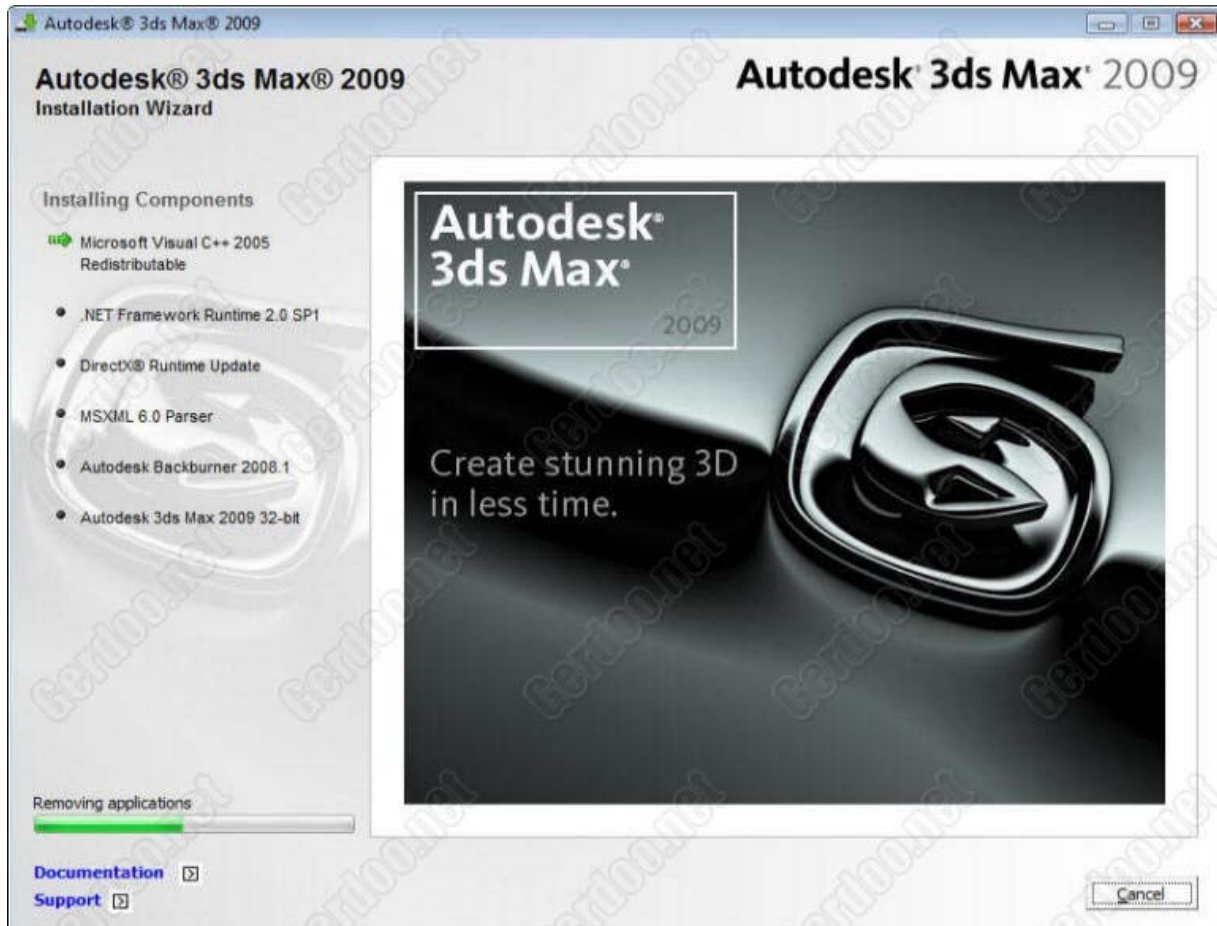 Autodesk® 3ds Max® 2009
Autodesk® 3ds Max® 2009
Installation Wizard
Autodesk® 3ds Max® 2009
Installing Components
Microsoft Visual C++ 2005
Redistributable
.NET Framework Runtime 2.0 SP1
DirectX® Runtime Update
MSXML 6.0 Parser
Autodesk Backburner 2008.1
Autodesk 3ds Max 2009 32-bit
Autodesk®
3ds Max®
2009
Create stunning 3D
in less time.
Removing applications
Documentation
Support
Cancel
Gerdoo.net